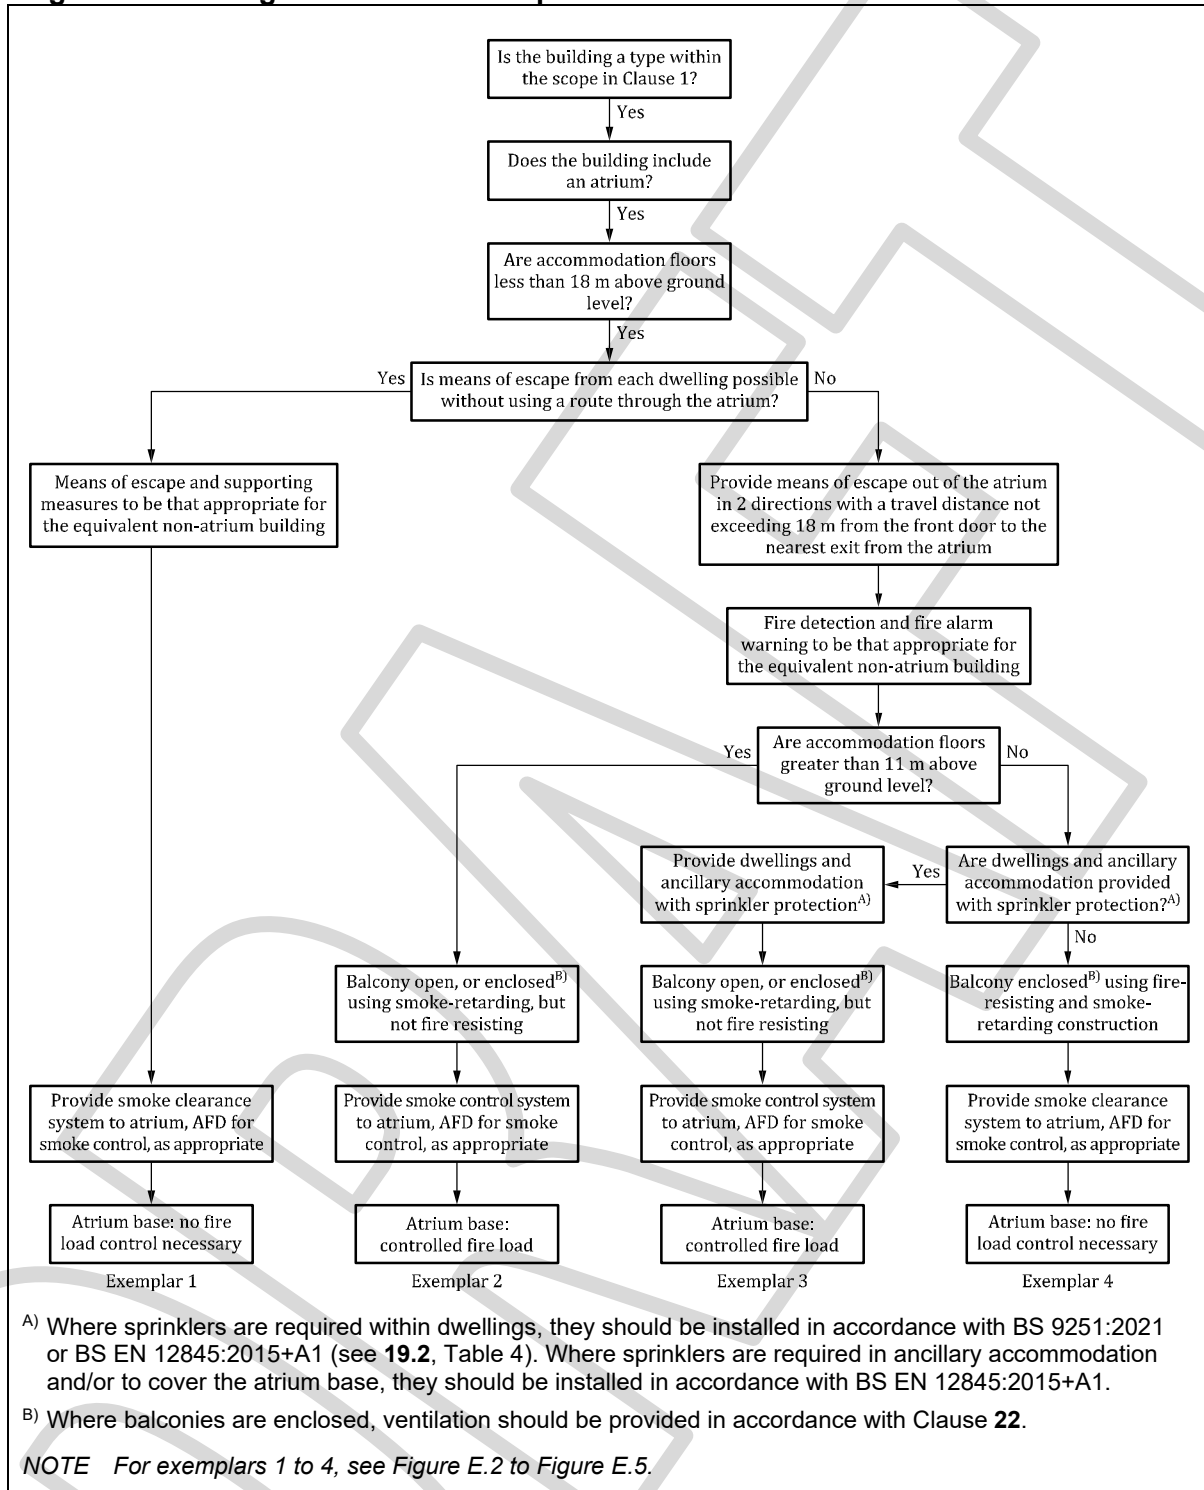 Is the building a type within
the scope in Clause 1?
Yes
Does the building include
an atrium?
Yes
Are accommodation floors
less than 18 m above ground
level?
Yes
Yes
Is means of escape from each dwelling possible
without using a route through the atrium?
No
Means of escape and supporting
measures to be that appropriate for
the equivalent non-atrium building
Provide means of escape out of the atrium
in 2 directions with a travel distance not
exceeding 18 m from the front door to the
nearest exit from the atrium
Fire detection and fire alarm
warning to be that appropriate for
the equivalent non-atrium building
Yes
Are accommodation floors
greater than 11 m above
ground level?
No
Provide dwellings and
ancillary accommodation
with sprinkler protection A)
Yes
Are dwellings and ancillary
accommodation provided
with sprinkler protection? A)
No
Balcony open, or enclosed B)
using smoke-retarding, but
not fire resisting
Balcony open, or enclosed B)
using smoke-retarding, but
not fire resisting
Balcony enclosed B) using fire-
resisting and smoke-
retarding construction
Provide smoke clearance
system to atrium, AFD for
smoke control, as appropriate
Provide smoke control system
to atrium, AFD for smoke
control, as appropriate
Provide smoke control system
to atrium, AFD for smoke
control, as appropriate
Provide smoke clearance
system to atrium, AFD for
smoke control, as appropriate
Atrium base: no fire
load control necessary
Atrium base:
controlled fire load
Atrium base:
controlled fire load
Atrium base: no fire
load control necessary
Exemplar 1
Exemplar 2
Exemplar 3
Exemplar 4
A) Where sprinklers are required within dwellings, they should be installed in accordance with BS 9251:2021
or BS EN 12845:2015+A1 (see 19.2, Table 4). Where sprinklers are required in ancillary accommodation
and/or to cover the atrium base, they should be installed in accordance with BS EN 12845:2015+A1.
B) Where balconies are enclosed, ventilation should be provided in accordance with Clause 22.
NOTE For exemplars 1 to 4, see Figure E.2 to Figure E.5.